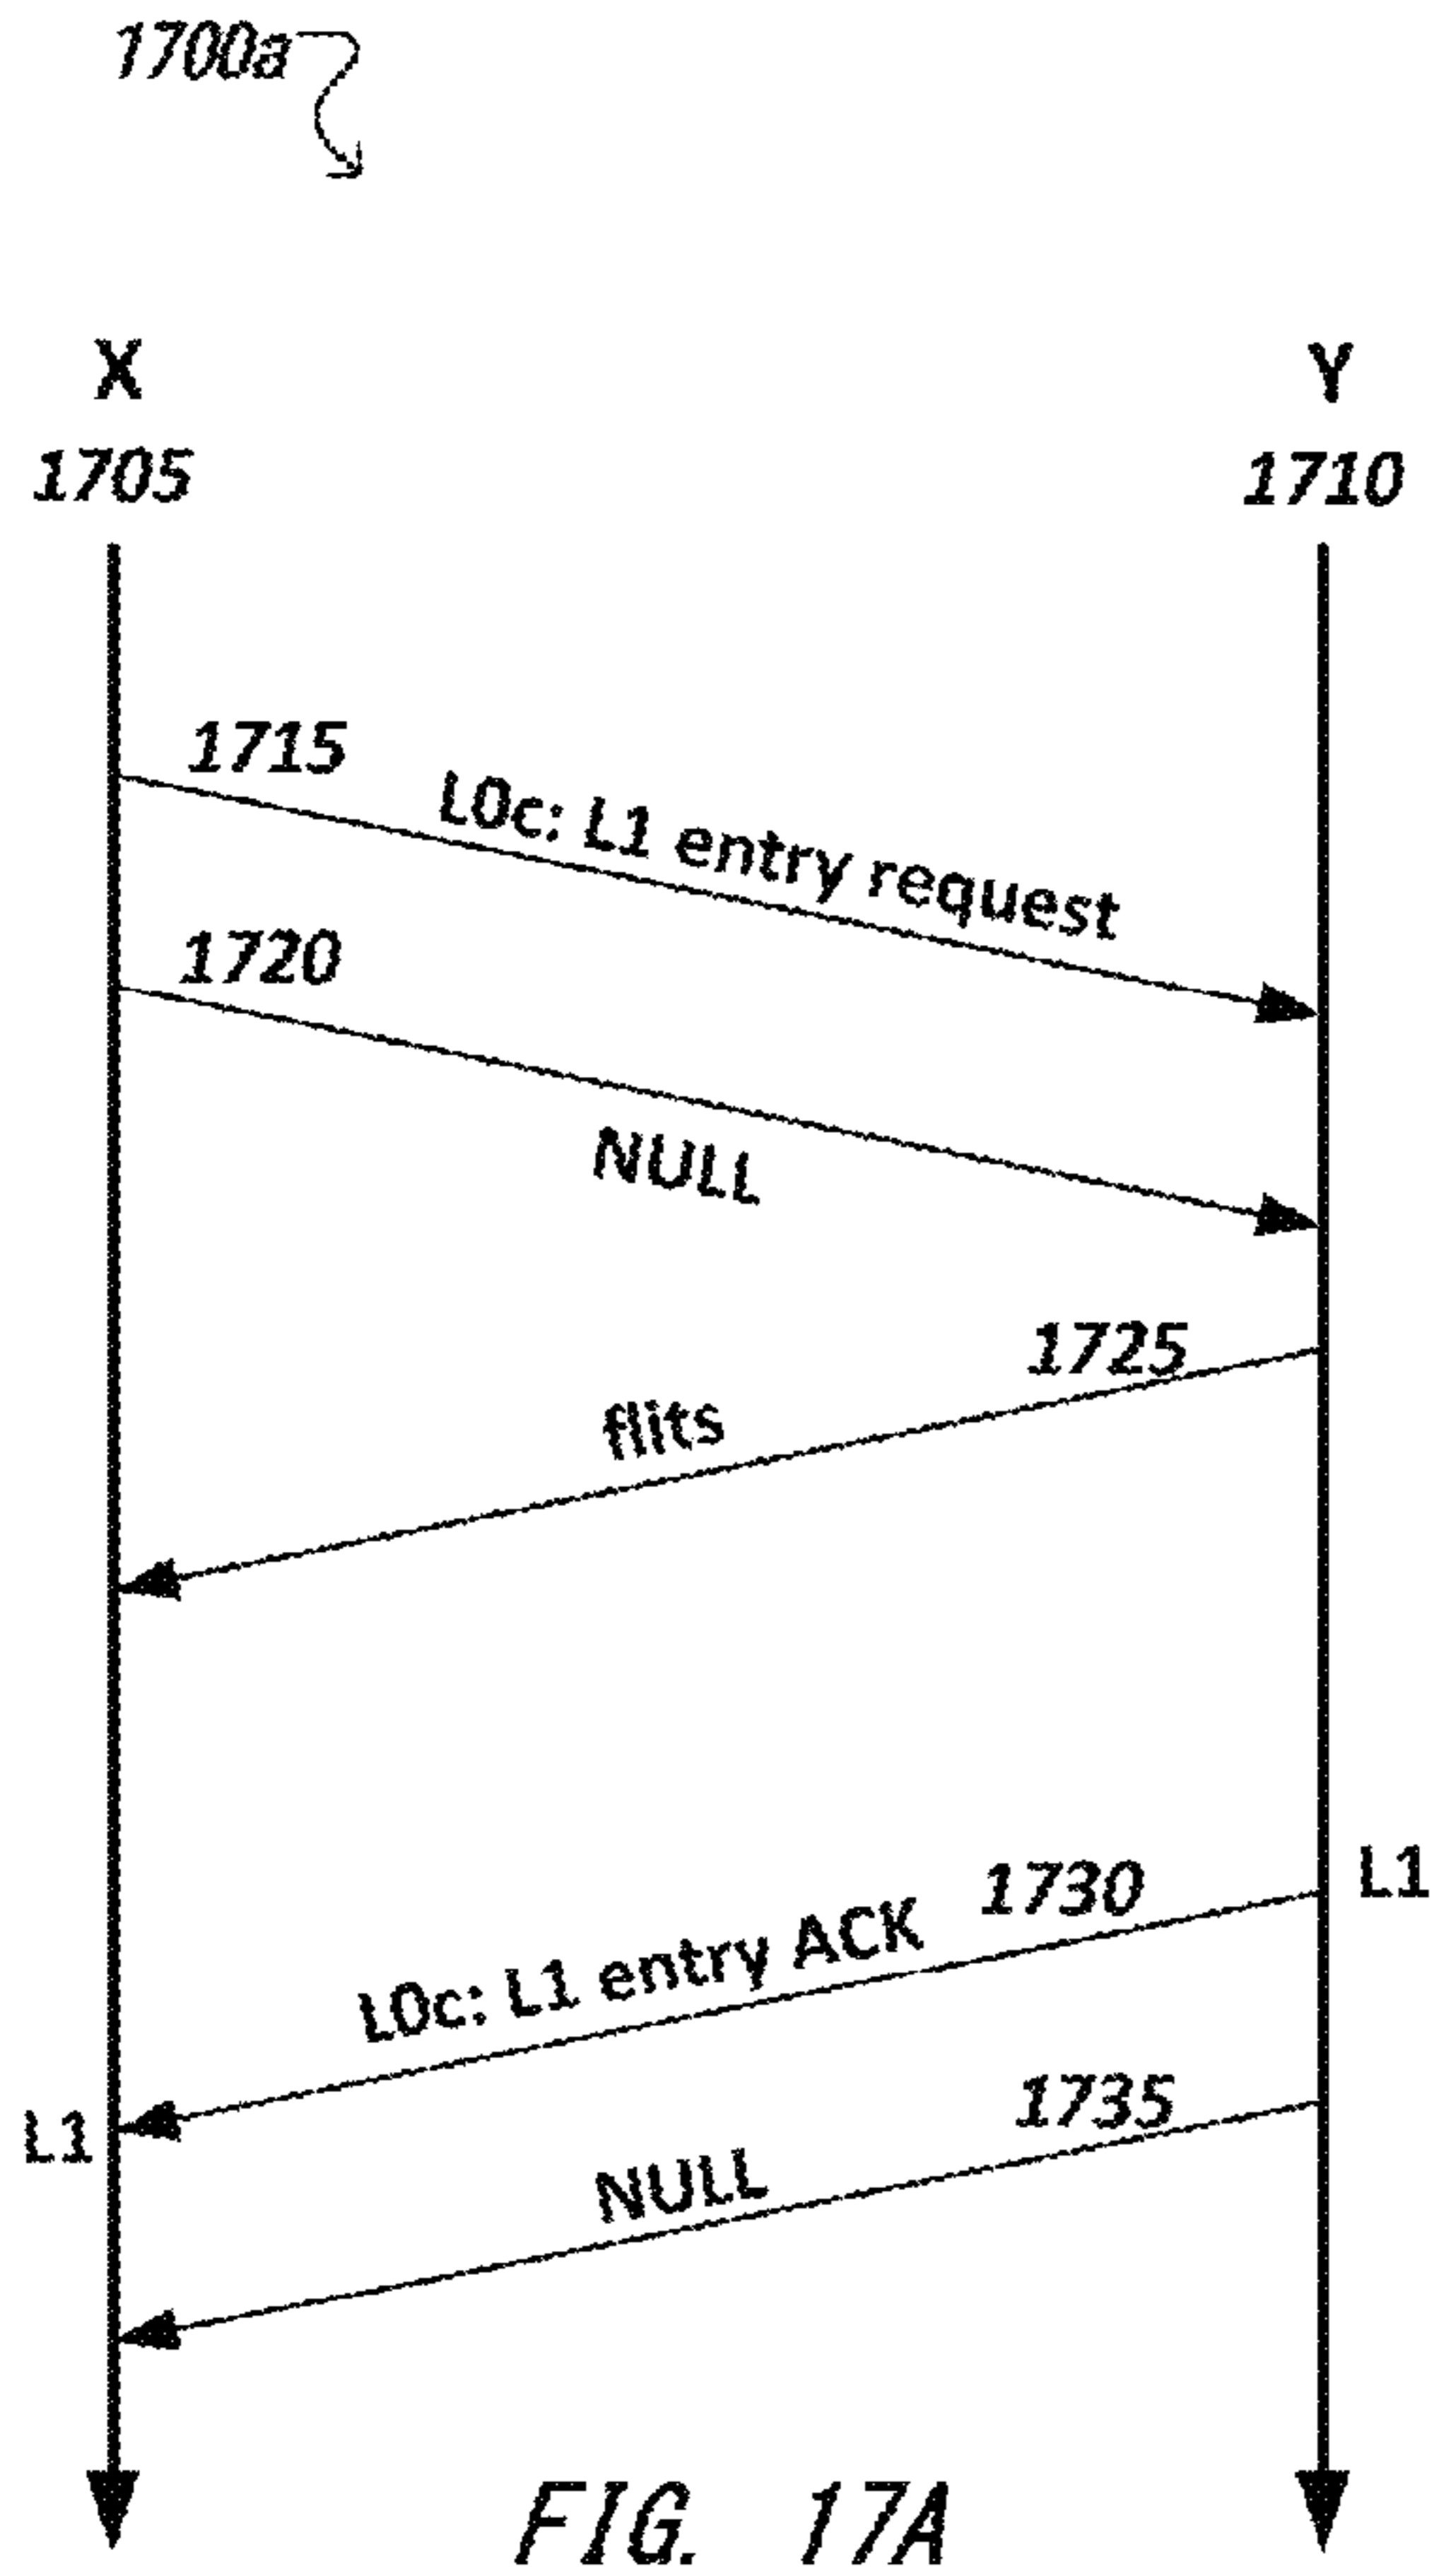 1700a
X
Y
1705
1710
1715
L0c: L1 entry request
1720
NULL
1725
flits
1730
L1
L0c: L1 entry ACK
1735
L1
NULL
FIG. 17A